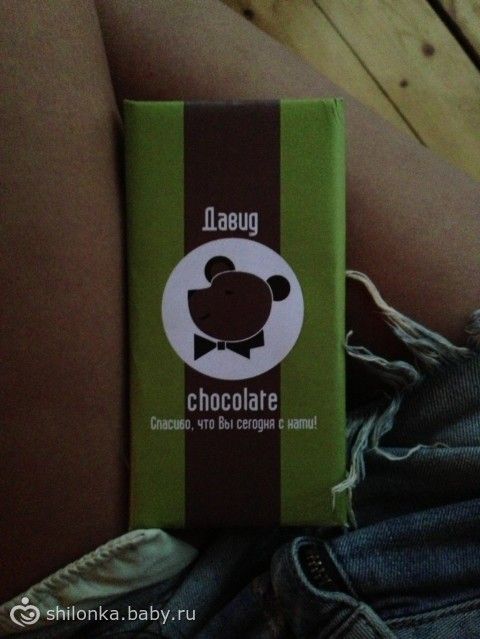 Давид
chocolate
Спасибо, что Вы сегодня с нами!
shilonka.baby.ru